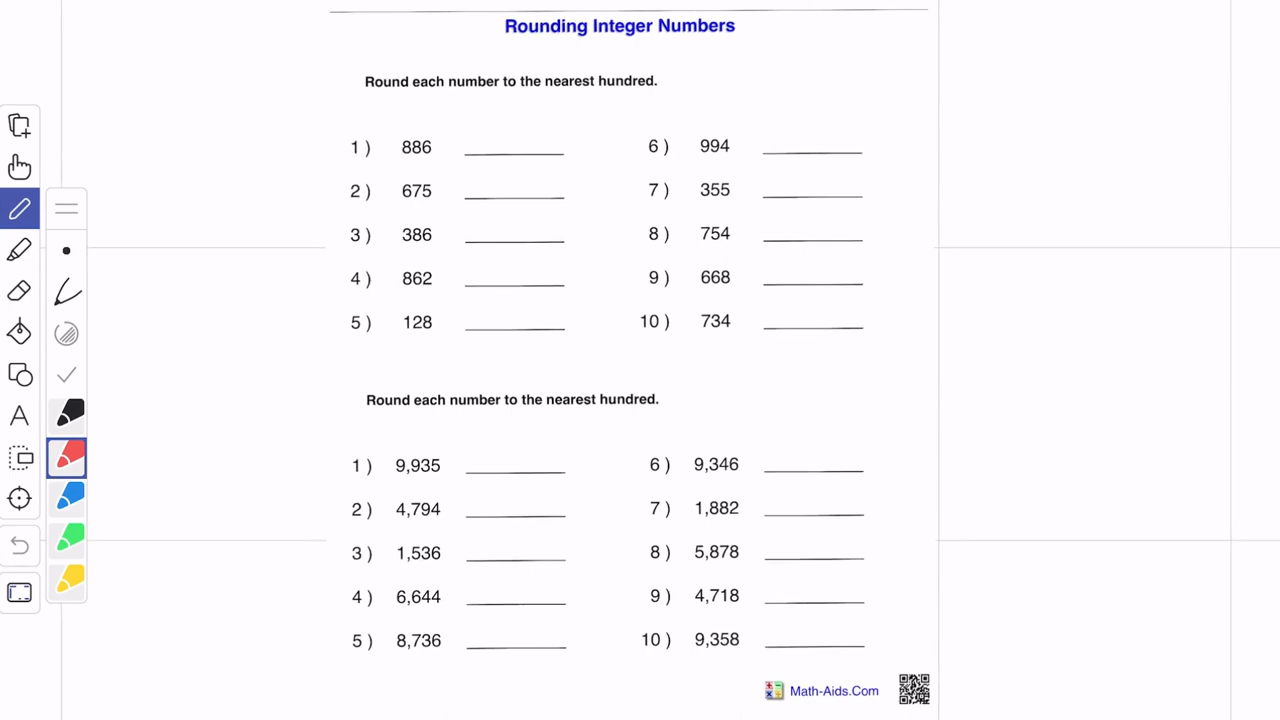 Rounding Integer Numbers
Round each number to the nearest hundred.
1 ) 886 6 ) 994
2 ) 675 7 ) 355
3 ) 386 8 ) 754
4 ) 862 9 ) 668
5 ) 128 10 ) 734
Round each number to the nearest hundred.
1 ) 9,935 6 ) 9,346
2 ) 4,794 7 ) 1,882
3 ) 1,536 8 ) 5,878
4 ) 6,644 9 ) 4,718
5 ) 8,736 10 ) 9,358
Math-Aids.Com